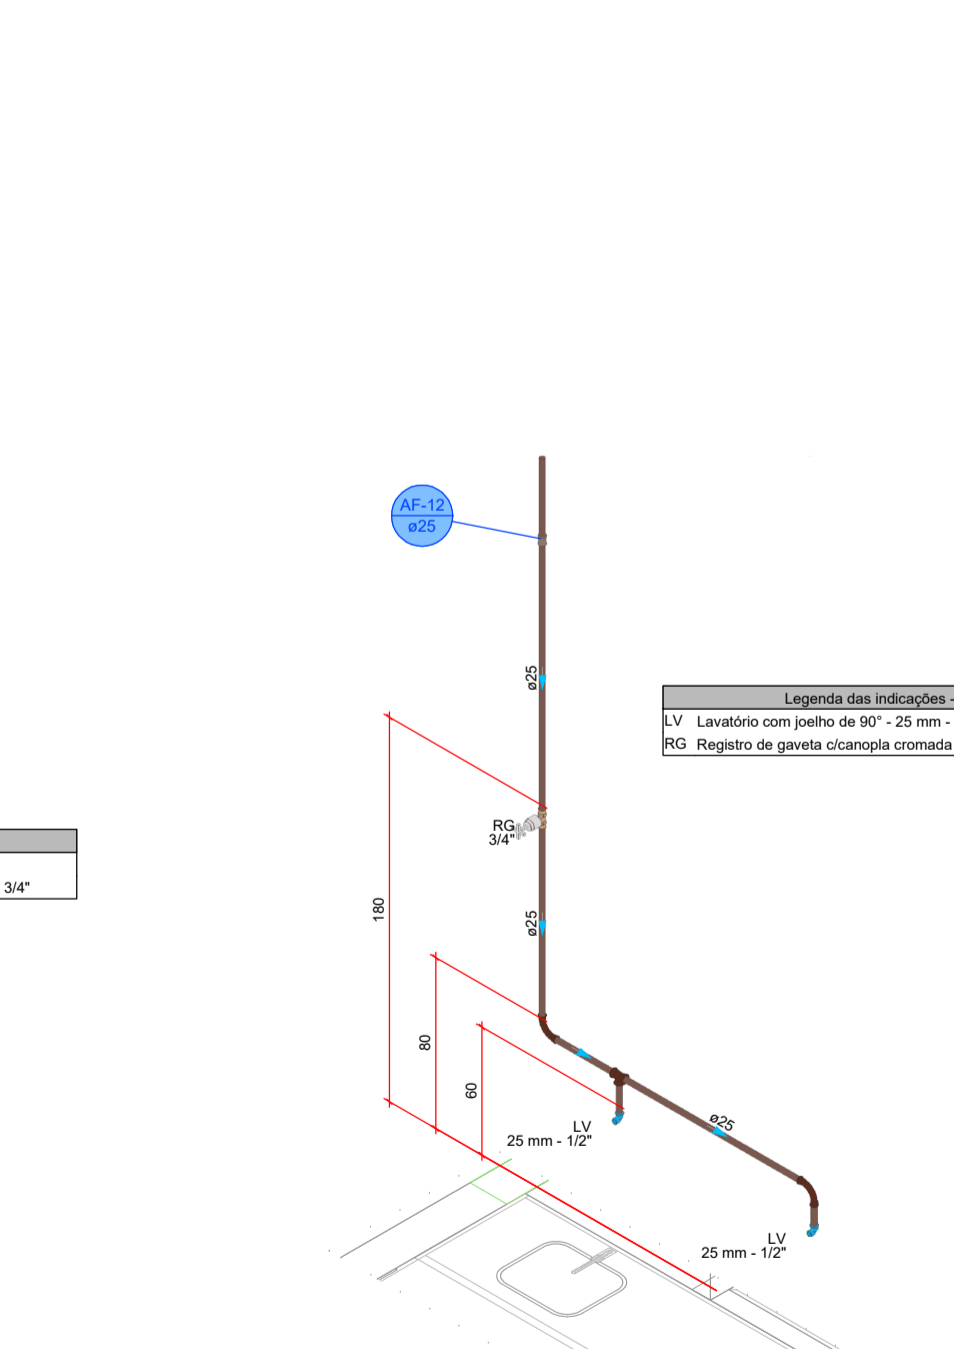 AF-12
ø25
ø25
Legenda das indicações -
LV Lavatório com joelho de 90° - 25 mm -
RG Registro de gaveta c/canopla cromada
RG
3/4"
3/4"
180
ø25
80
60
ø25
LV
25 mm - 1/2"
LV
25 mm - 1/2"